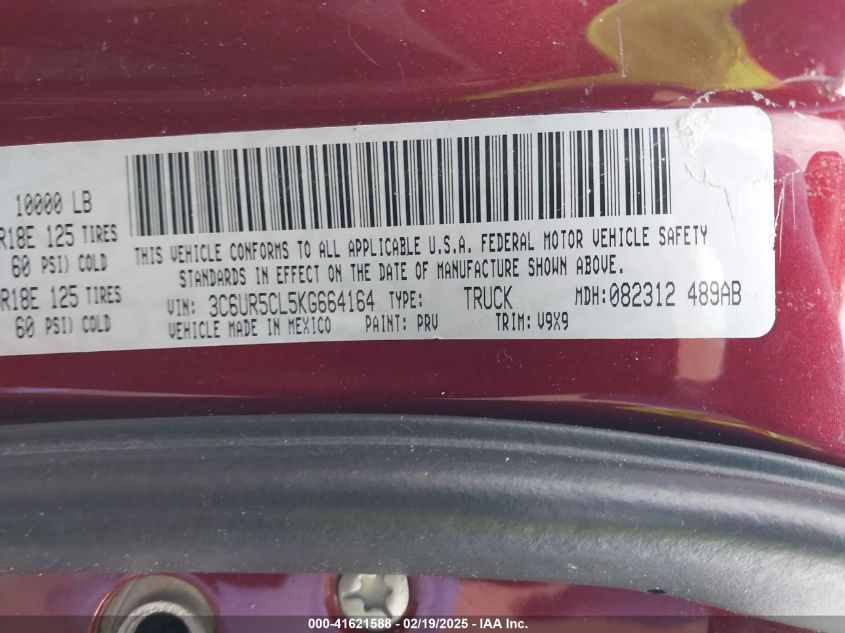 10000 LB
R18E 125 TIRES
60 PSI) COLD
R18E 125 TIRES
60 PSI) COLD
THIS VEHICLE CONFORMS TO ALL APPLICABLE U.S.A. FEDERAL MOTOR VEHICLE SAFETY
STANDARDS IN EFFECT ON THE DATE OF MANUFACTURE SHOWN ABOVE.
VIN: 3C6UR5CL5KG664164 TYPE: TRUCK MDH:082312 489AB
VEHICLE MADE IN MEXICO PAINT: PRV TRIM: V9X9
000-41621588 - 02/19/2025 - IAA Inc.